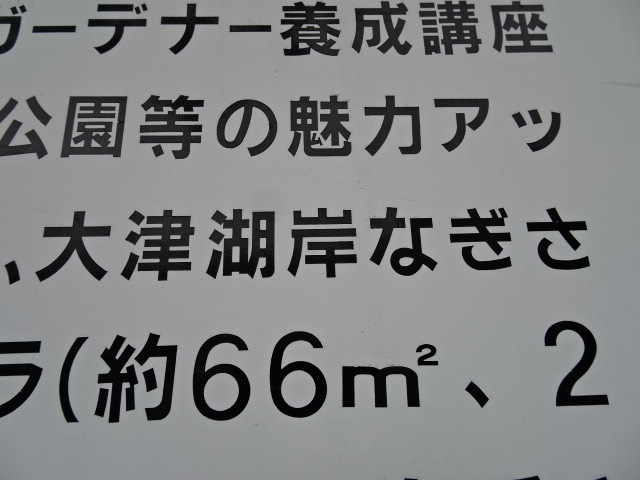 ガーデナー養成講座
公園等の魅力アッ
、大津湖岸なぎさ
ラ(約66㎡、2